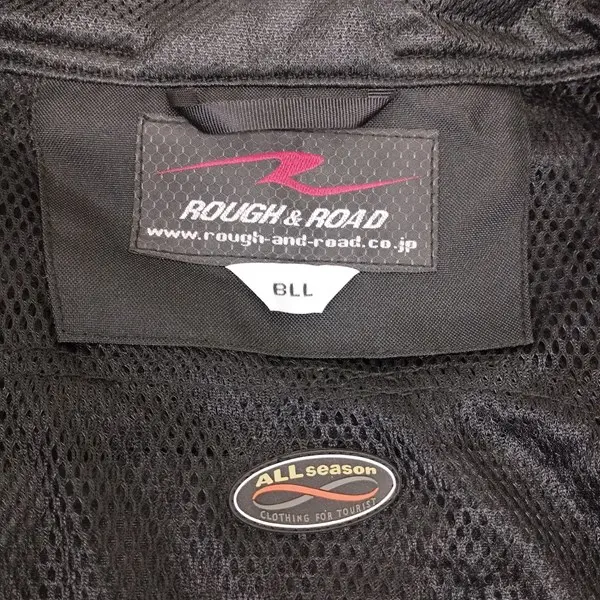 ROUGH & ROAD
www.rough-and-road.co.jp
BLL
ALL season
CLOTHING FOR TOURIST